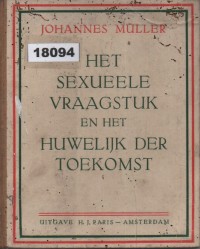 JOHANNES MÜLLER
18094
HET
SEXUEELE
VRAAGSTUK
EN HET
HUWELIJK DER
TOEKOMST
UITGAVE H. J. PARIS — AMSTERDAM